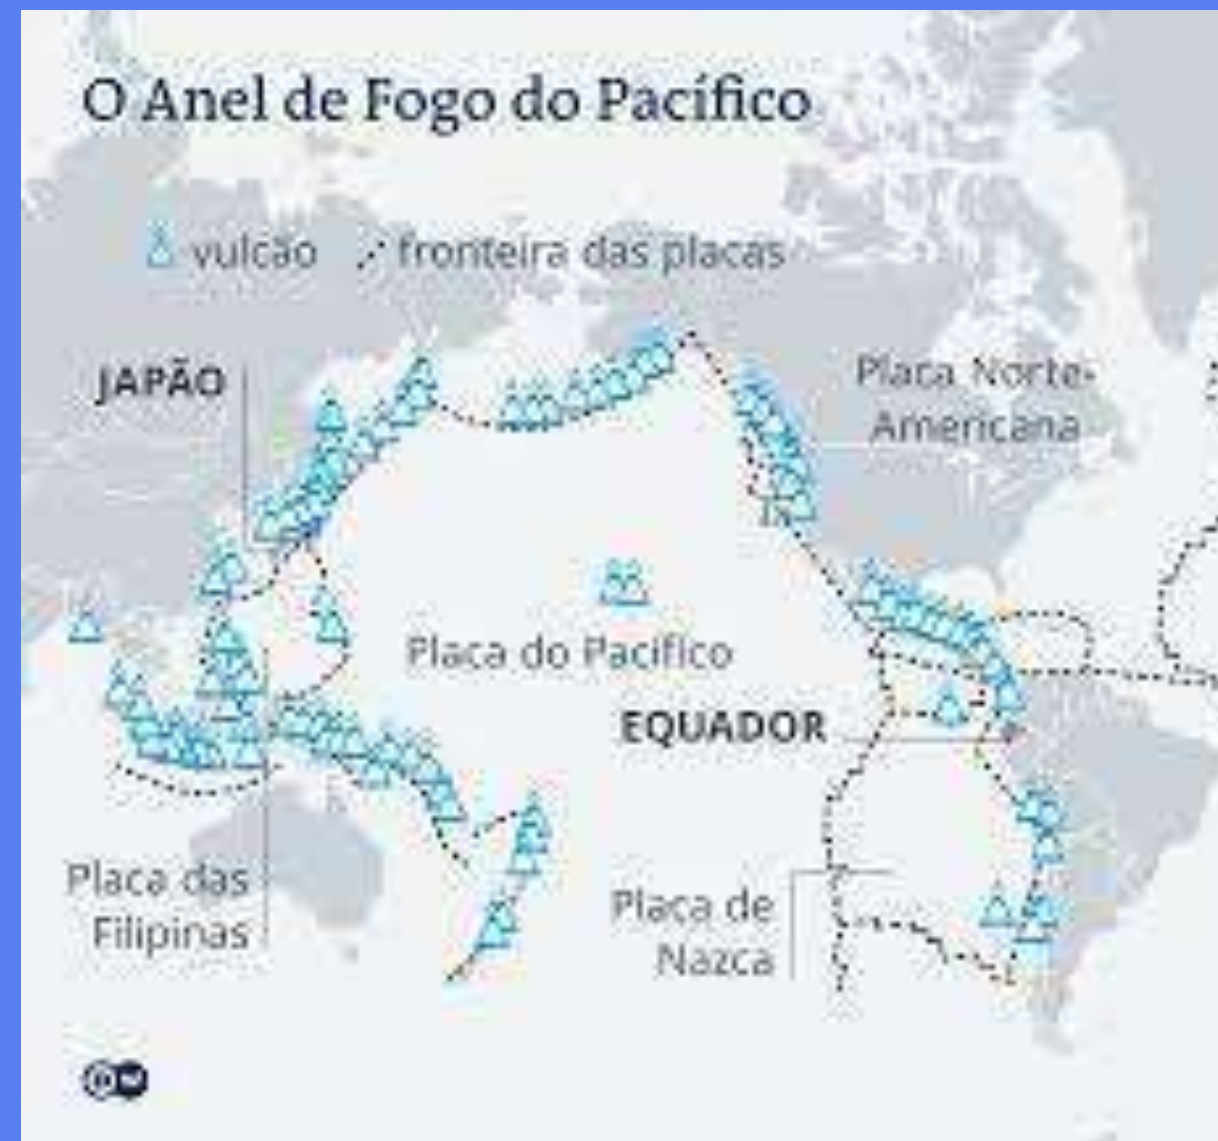 O Anel de Fogo do Pacífico
vulcão fronteira das placas
JAPÃO
Placa Norte-
Americana
Placa do Pacífico
EQUADOR
Placa das
Filipinas
Placa de
Nazca